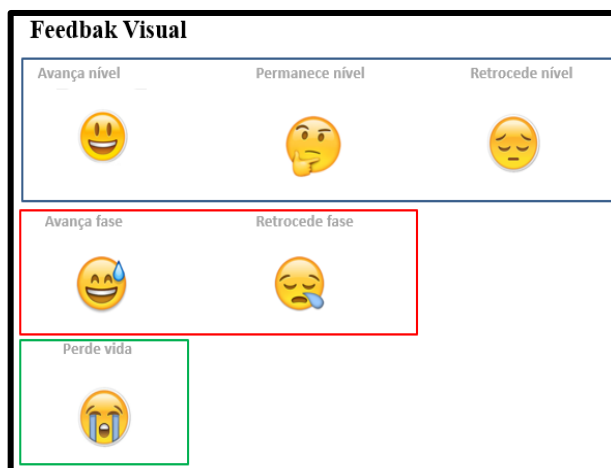 Feedbak Visual
Avança nível Permanece nível Retrocede nível
Avança fase Retrocede fase
Perde vida